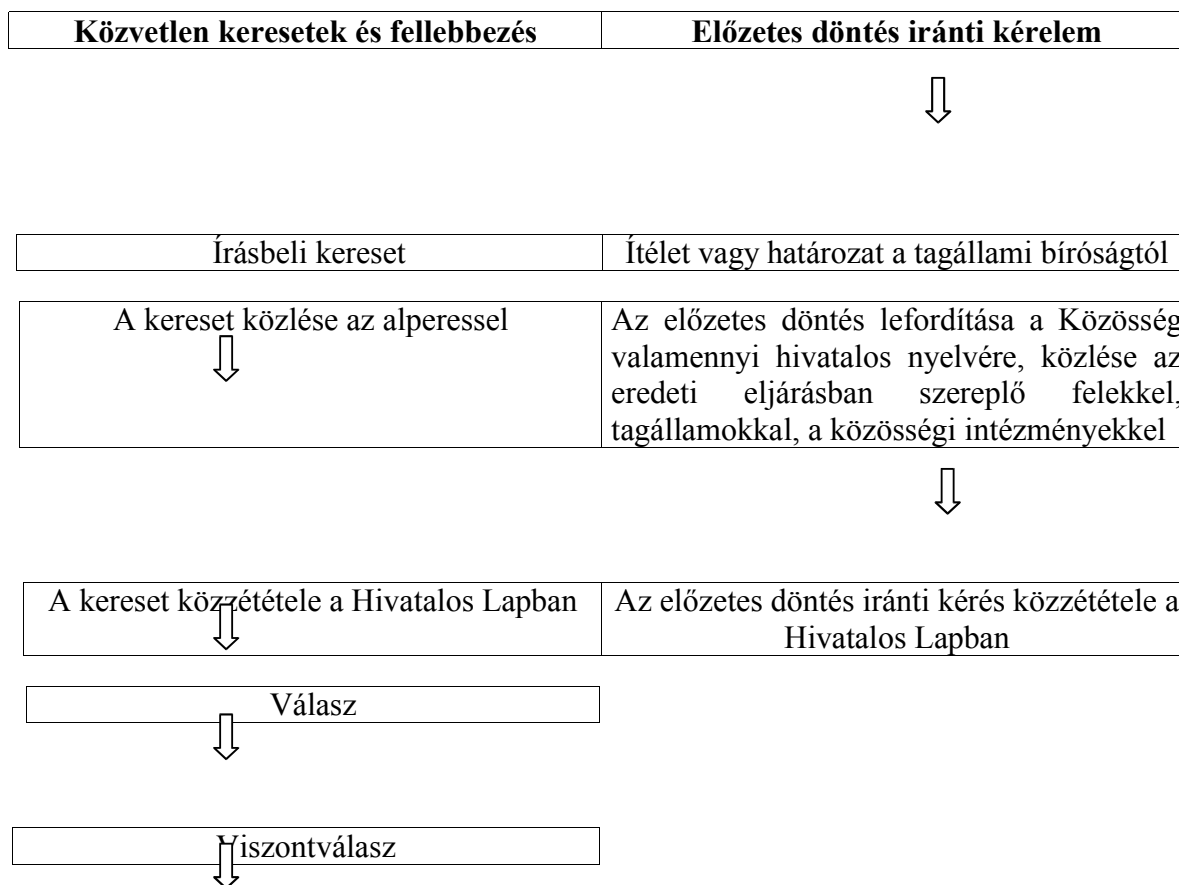 Közvetlen keresetek és fellebbezés
Előzetes döntés iránti kérelem
Írásbeli kereset
Ítélet vagy határozat a tagállami bíróságtól
A kereset közlése az alperessel
Az előzetes döntés lefordítása a Közösség
valamennyi hivatalos nyelvére, közlése az
eredeti eljárásban szereplő felekkel,
tagállamokkal, a közösségi intézményekkel
A kereset közzététele a Hivatalos Lapban
Az előzetes döntés iránti kérés közzététele a
Hivatalos Lapban
Válasz
Viszontválasz